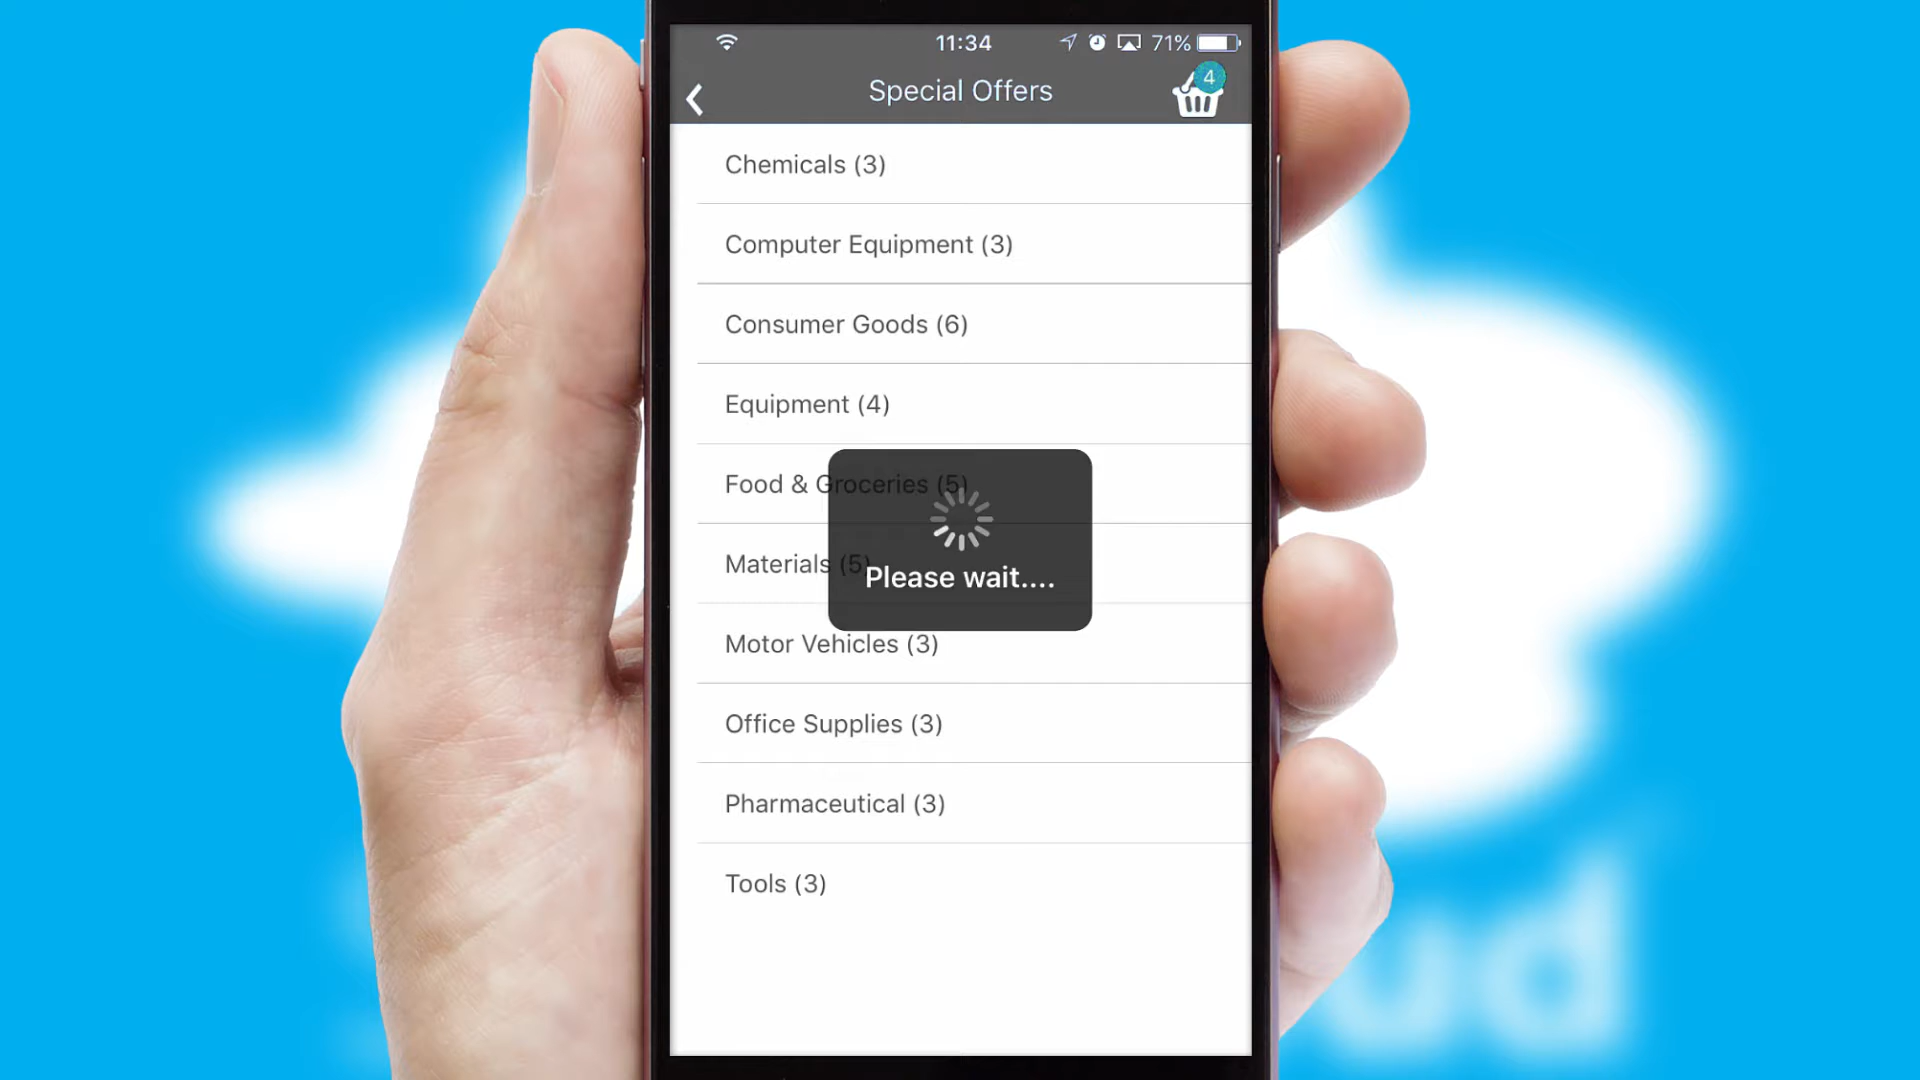 11:34
71%
Special Offers
4
Chemicals (3)
Computer Equipment (3)
Consumer Goods (6)
Equipment (4)
Food & Groceries (5)
Materials (5)
Please wait....
Motor Vehicles (3)
Office Supplies (3)
Pharmaceutical (3)
Tools (3)
ud